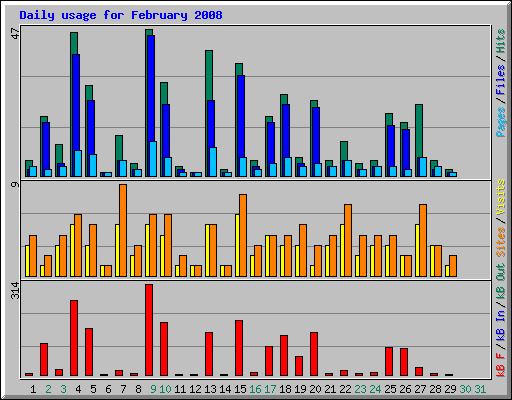 Daily usage for February 2008
47
Pages / Files / Hits
9
Sites / Visits
314
kB F / kB In / kB Out
1 2 3 4 5 6 7 8 9 10 11 12 13 14 15 16 17 18 19 20 21 22 23 24 25 26 27 28 29 30 31